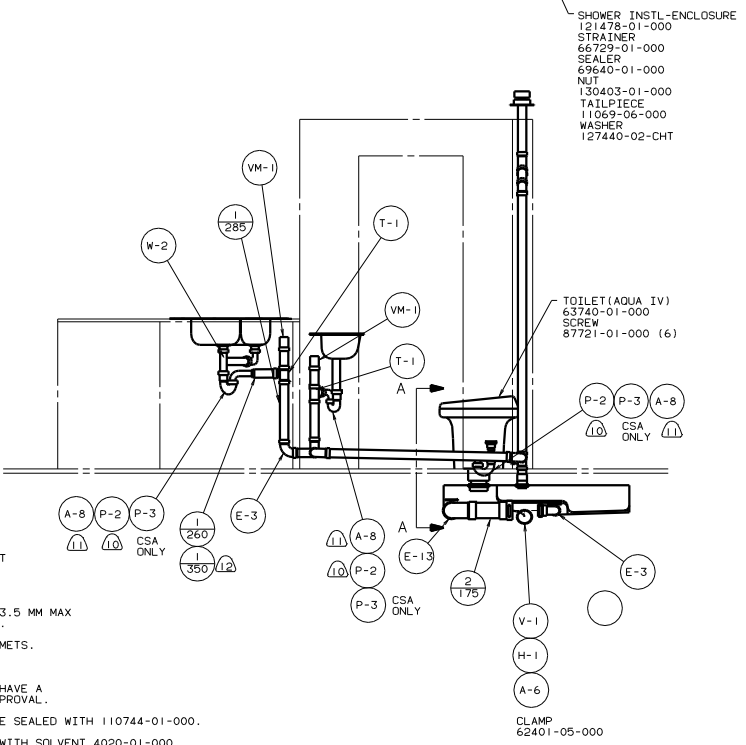 SHOWER INSTL-ENCLOSURE
121478-01-000
STRAINER
66729-01-000
SEALER
69640-01-000
NUT
130403-01-000
TAILPIECE
11069-06-000
WASHER
127440-02-CHT
VM-1
1
285
T-1
W-2
TOILET(AQUA IV)
63740-01-000
SCREW
87721-01-000 (6)
VM-1
T-1
A
P-2
P-3
A-8
10
CSA
ONLY
11
A-8
P-2
P-3
11
10
CSA
ONLY
1
260
1
350
12
E-3
11
A-8
10
P-2
P-3
CSA
ONLY
A
E-13
2
175
E-3
V-1
H-1
A-6
CLAMP
62401-05-000
T
3.5 MM MAX
.
METS.
HAVE A
PROVAL.
E SEALED WITH 110744-01-000.
WITH SOLVENT 4020-01-000